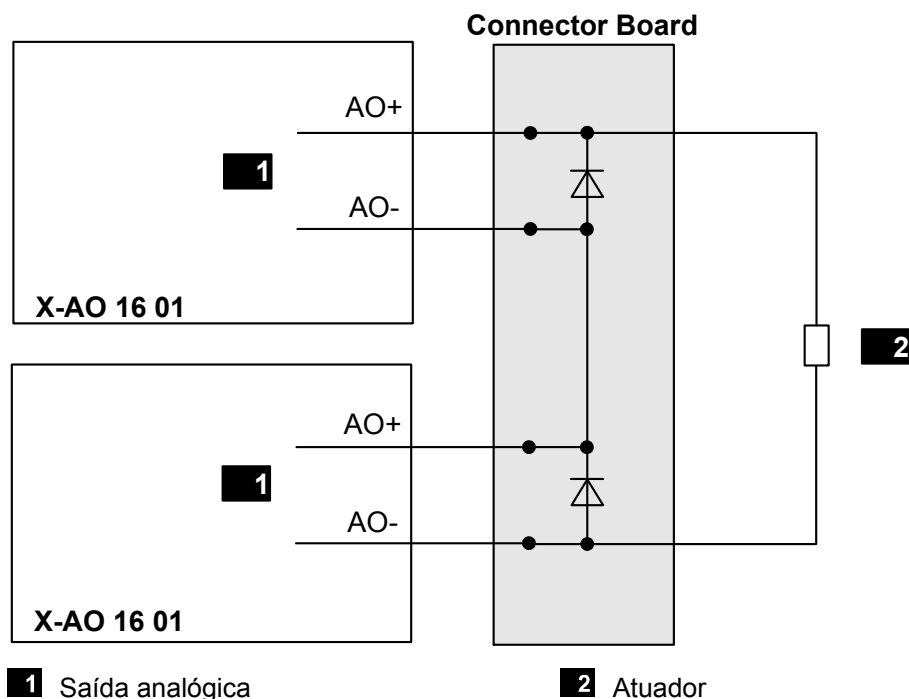 Connector Board
AO+
1
AO-
X-AO 16 01
2
AO+
1
AO-
X-AO 16 01
1 Saída analógica
2 Atuador